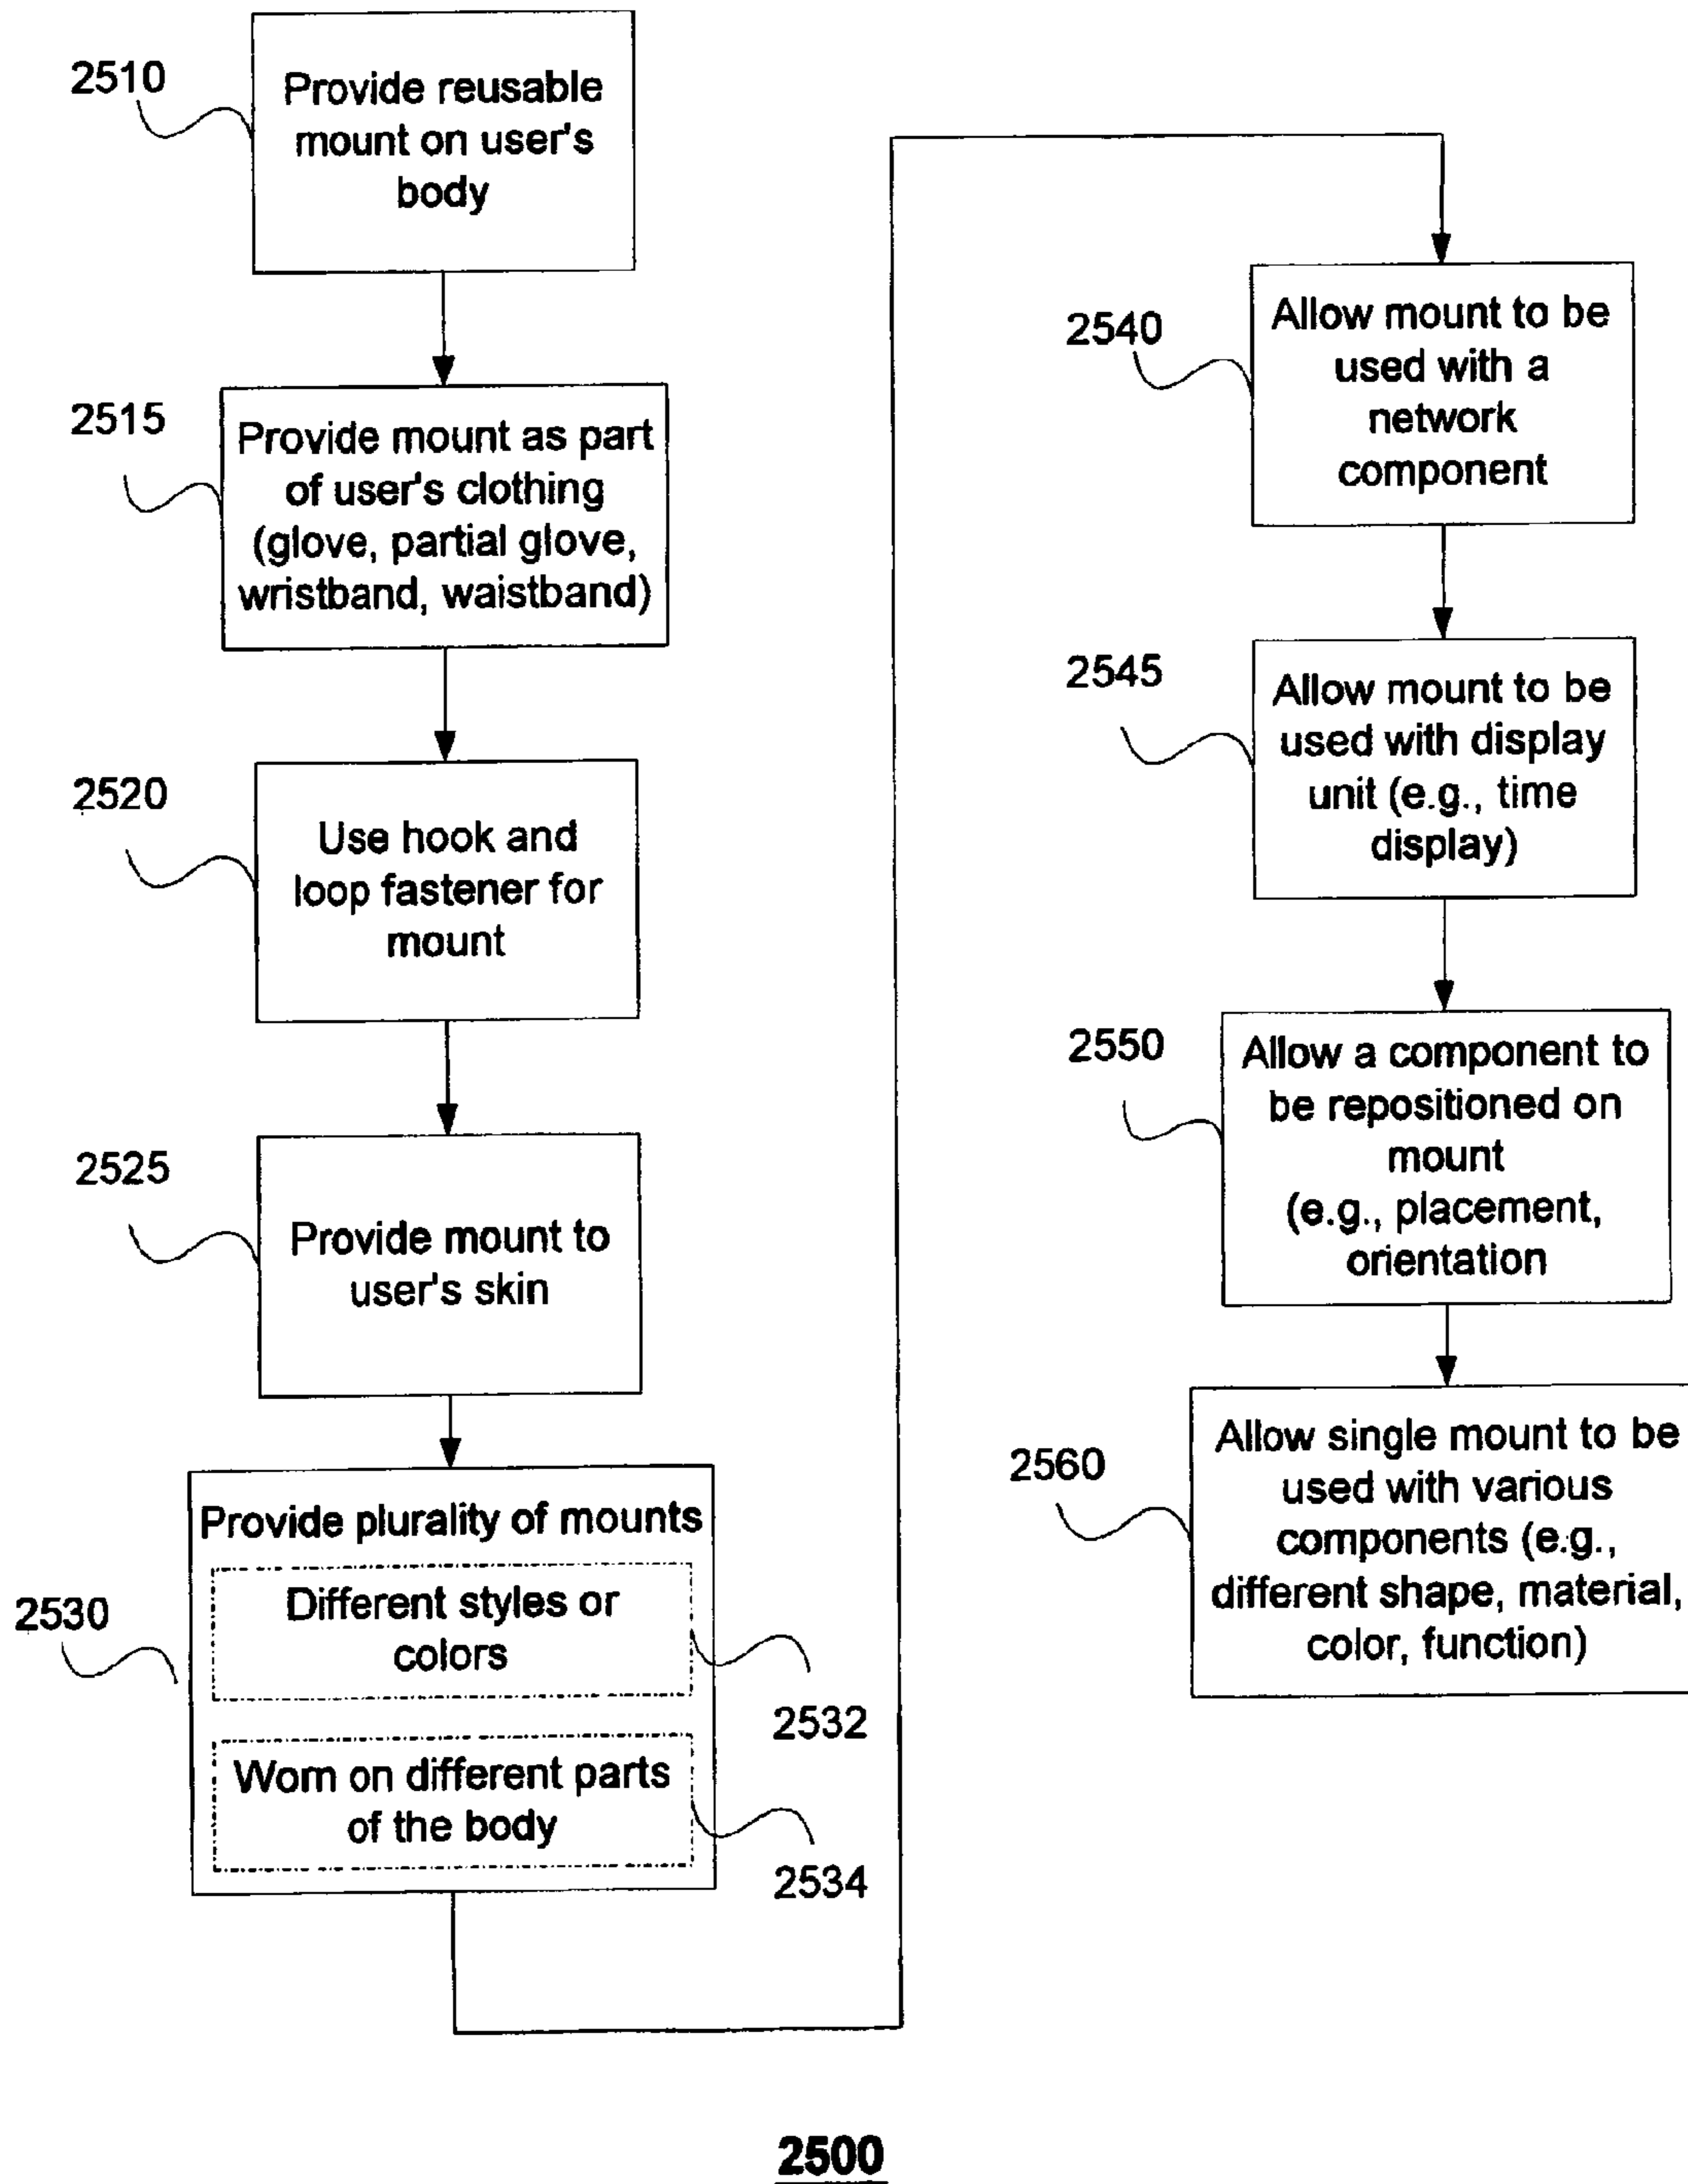 2510
Provide reusable
mount on user's
body
2515
Provide mount as part
of user's clothing
(glove, partial glove,
wristband, waistband)
2520
Use hook and
loop fastener for
mount
2525
Provide mount to
user's skin
2530
Provide plurality of mounts
Different styles or
colors
2532
Worn on different parts
of the body
2534
2540
Allow mount to be
used with a
network
component
2545
Allow mount to be
used with display
unit (e.g., time
display)
2550
Allow a component to
be repositioned on
mount
(e.g., placement,
orientation
2560
Allow single mount to be
used with various
components (e.g.,
different shape, material,
color, function)
2500